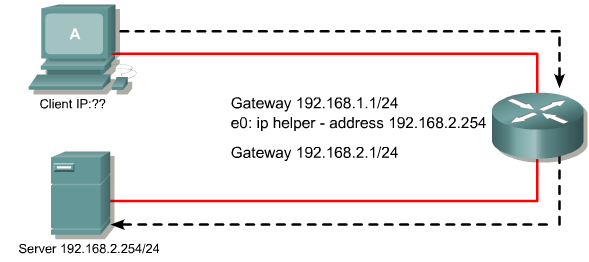 A
Client IP:??
Gateway 192.168.1.1/24
e0: ip helper - address 192.168.2.254
Gateway 192.168.2.1/24
Server 192.168.2.254/24